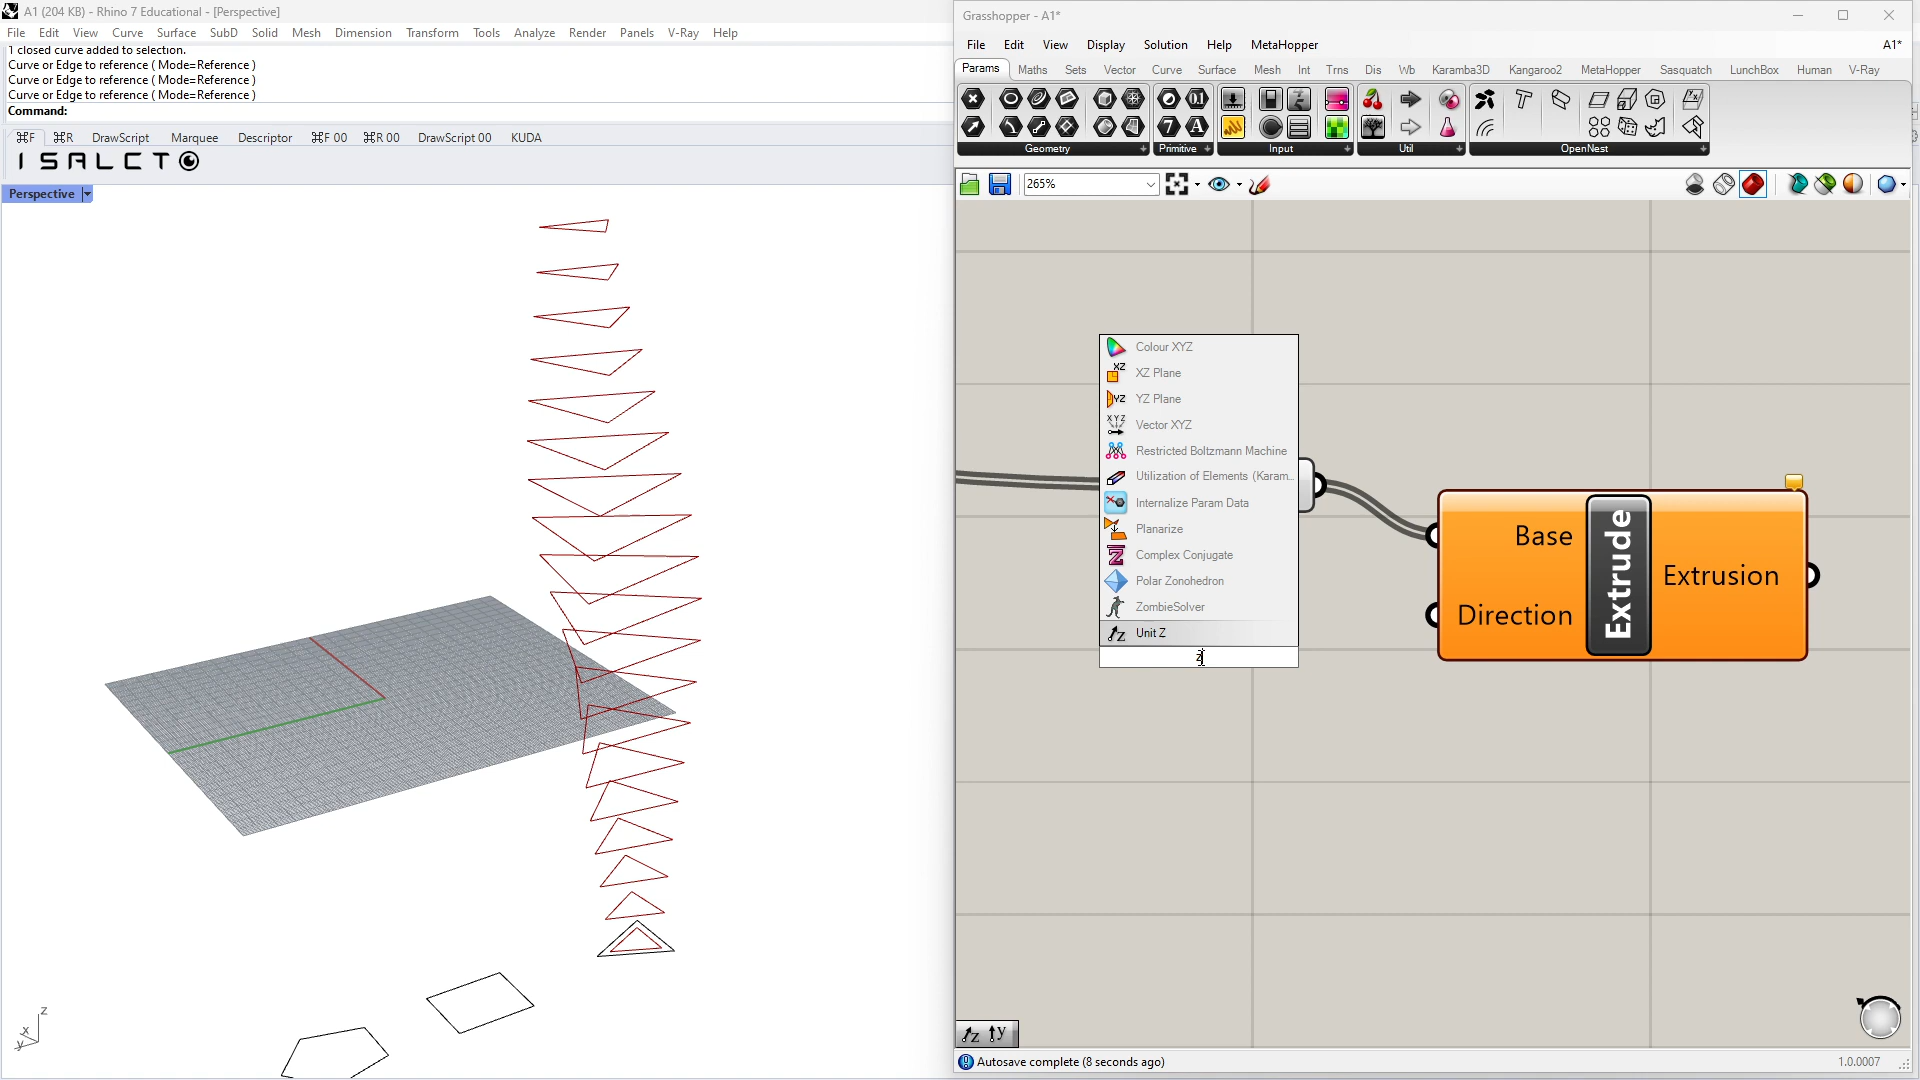 A1 (204 KB) - Rhino 7 Educational - [Perspective]
File Edit View Curve Surface SubD Solid Mesh Dimension Transform Tools Analyze Render Panels V-Ray Help
1 closed curve added to selection.
Curve or Edge to reference ( Mode=Reference )
Curve or Edge to reference ( Mode=Reference )
Curve or Edge to reference ( Mode=Reference )
Command:
⌘F ⌘R DrawScript Marquee Descriptor ⌘F 00 ⌘R 00 DrawScript 00 KUDA
Perspective
z
x
y
Grasshopper - A1*
File Edit View Display Solution Help MetaHopper A1*
Params Maths Sets Vector Curve Surface Mesh Int Trns Dis Wb Karamba3D Kangaroo2 MetaHopper Sasquatch LunchBox Human V-Ray
Geometry Primitive Input Util OpenNest
265%
Colour XYZ
XZ Plane
YZ Plane
Vector XYZ
Restricted Boltzmann Machine
Utilization of Elements (Karam...
Internalize Param Data
Planarize
Complex Conjugate
Polar Zonohedron
ZombieSolver
Unit Z
z
Base
Direction
Extrude
Extrusion
Autosave complete (8 seconds ago)
1.0.0007